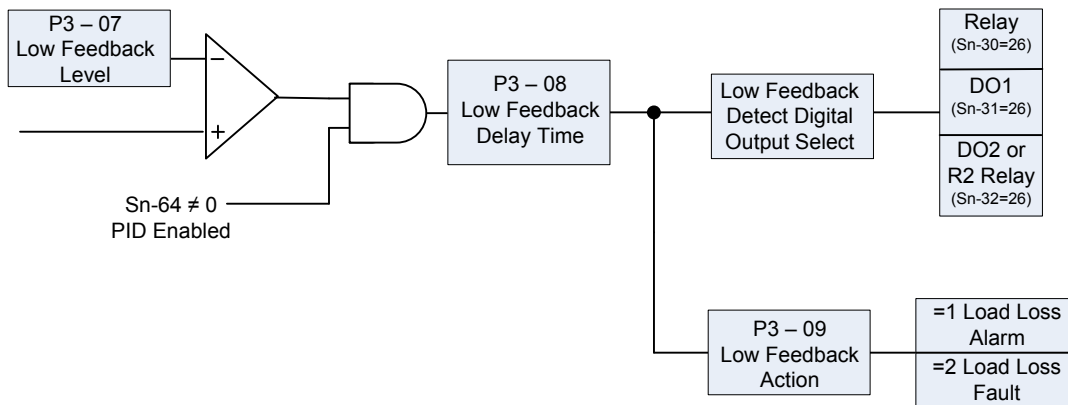 P3 – 07
Low Feedback
Level
−
+
Sn-64 ≠ 0
PID Enabled
P3 – 08
Low Feedback
Delay Time
Low Feedback
Detect Digital
Output Select
Relay
(Sn-30=26)
DO1
(Sn-31=26)
DO2 or
R2 Relay
(Sn-32=26)
P3 – 09
Low Feedback
Action
=1 Load Loss
Alarm
=2 Load Loss
Fault